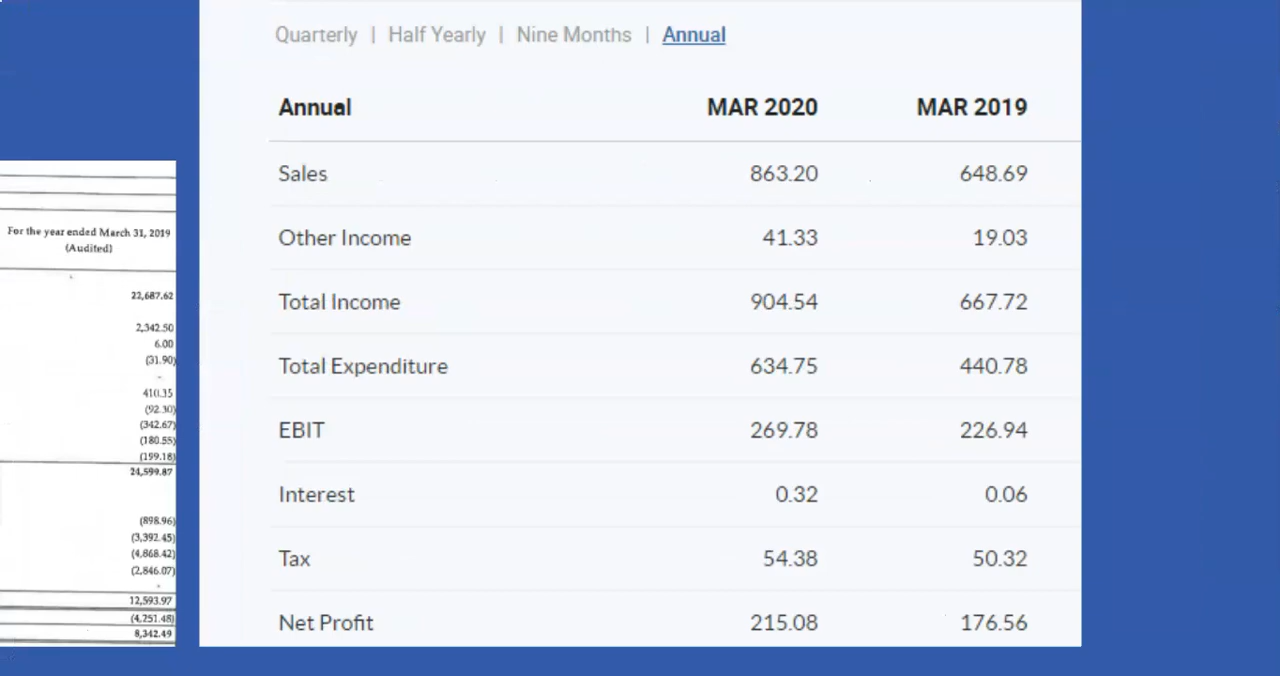 Quarterly | Half Yearly | Nine Months | Annual
Annual MAR 2020 MAR 2019
Sales 863.20 648.69
Other Income 41.33 19.03
Total Income 904.54 667.72
Total Expenditure 634.75 440.78
EBIT 269.78 226.94
Interest 0.32 0.06
Tax 54.38 50.32
Net Profit 215.08 176.56
For the year ended March 31, 2019
(Audited)
22,687.62
2,342.50
6.00
(31.90)
-
410.35
(92.30)
(342.67)
(180.55)
(199.18)
24,599.87
(898.96)
(3,392.45)
(4,868.42)
(2,846.07)
-
12,593.97
(4,251.48)
8,342.49